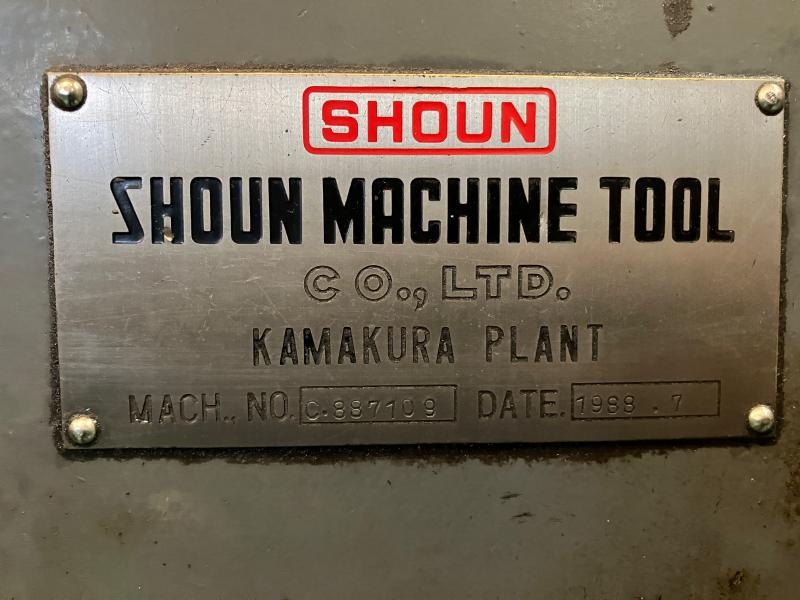 SHOUN
SHOUN MACHINE TOOL
CO., LTD.
KAMAKURA PLANT
MACH., NO. C.887109 DATE. 1988.7